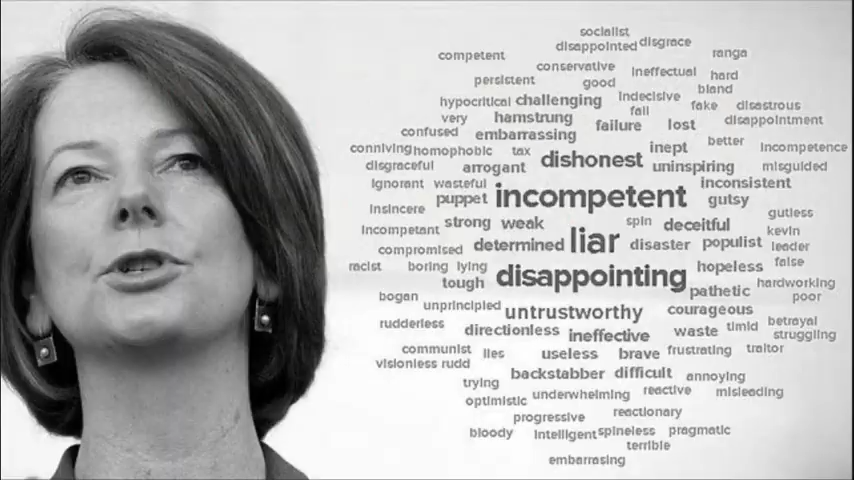 socialist
disappointed disgrace
competent ranga
conservative ineffectual hard
persistent good bland
hypocritical challenging indecisive fake disastrous
very hamstrung fail disappointment
confused embarrassing failure lost
conniving homophobic tax dishonest inept better incompetence
disgraceful arrogant uninspiring misguided
ignorant wasteful incompetent inconsistent
puppet gutsy
insincere strong weak spin deceitful gutless
incompetant determined liar disaster populist kevin
compromised leader
racist boring lying disappointing hopeless false
tough pathetic hardworking
bogan unprincipled untrustworthy courageous poor
rudderless directionless ineffective waste timid betrayal
struggling
communist lies useless brave frustrating traitor
visionless rudd backstabber difficult annoying
trying
optimistic underwhelming reactive misleading
progressive reactionary
bloody intelligent spineless pragmatic
terrible
embarrasing